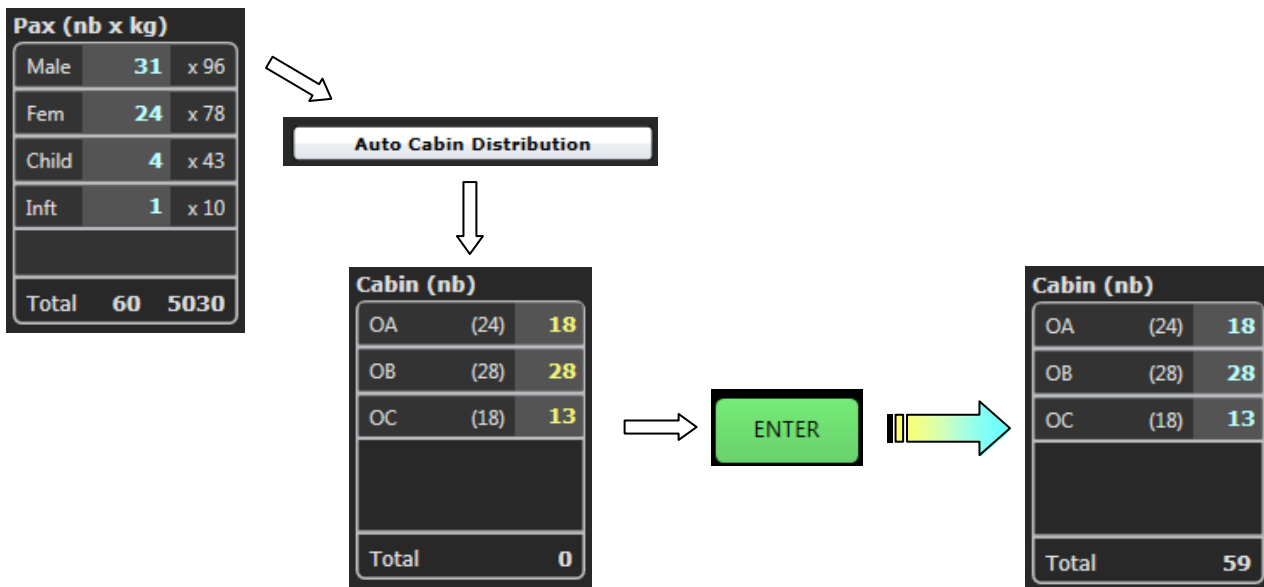 Pax (nb x kg)
Male 31 x 96
Fem 24 x 78
Child 4 x 43
Inft 1 x 10
Total 60 5030
Auto Cabin Distribution
Cabin (nb)
OA (24) 18
OB (28) 28
OC (18) 13
Total 0
ENTER
Cabin (nb)
OA (24) 18
OB (28) 28
OC (18) 13
Total 59